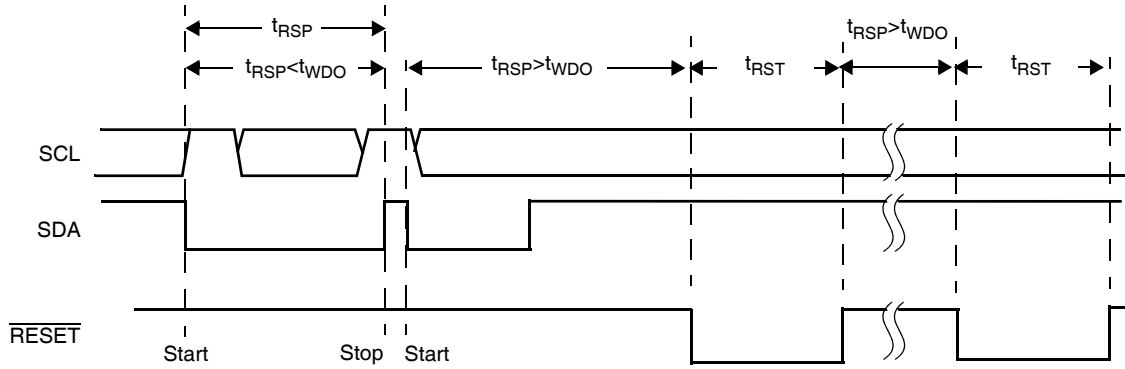 tRSP
tRSP<tWDO
tRSP>tWDO
tRST
tRSP>tWDO
tRST
SCL
SDA
RESET
Start
Stop
Start